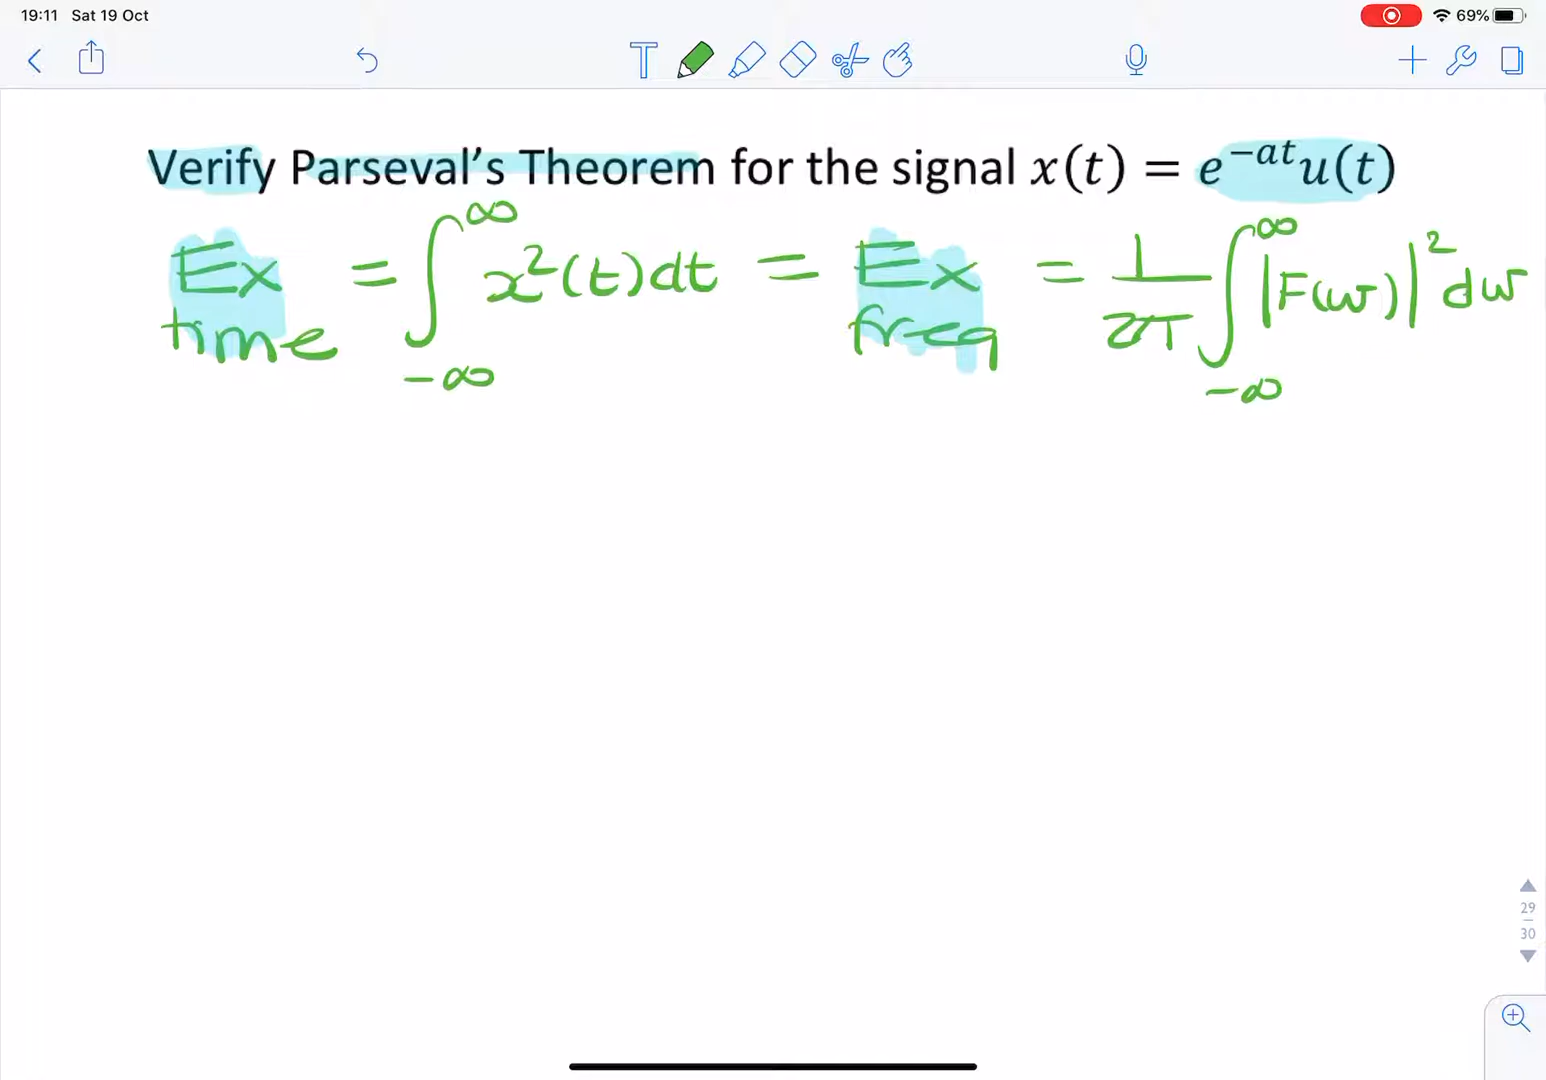 19:11 Sat 19 Oct 69%
T
Verify Parseval's Theorem for the signal x(t) = e^{-at}u(t)
Ex time = ∫_{-∞}^{∞} x²(t)dt = Ex freq = 1/2π ∫_{-∞}^{∞} |F(ω)|² dω
29
30